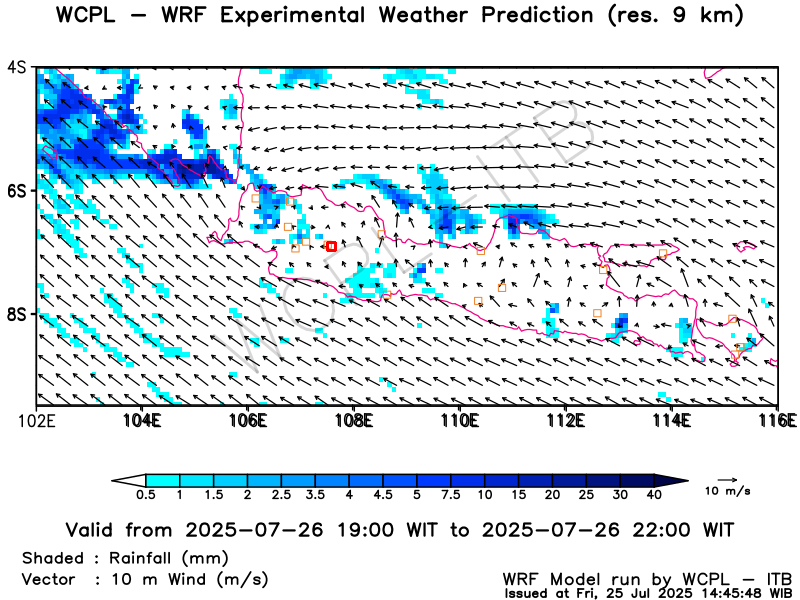 WCPL – WRF Experimental Weather Prediction (res. 9 km)
4S
6S
8S
WCPL-ITB
102E 104E 106E 108E 110E 112E 114E 116E
0.5 1 1.5 2 2.5 3.5 4 4.5 5 7.5 10 15 20 25 30 40
10 m/s
Valid from 2025-07-26 19:00 WIT to 2025-07-26 22:00 WIT
Shaded : Rainfall (mm)
Vector : 10 m Wind (m/s)
WRF Model run by WCPL – ITB
Issued at Fri, 25 Jul 2025 14:45:48 WIB